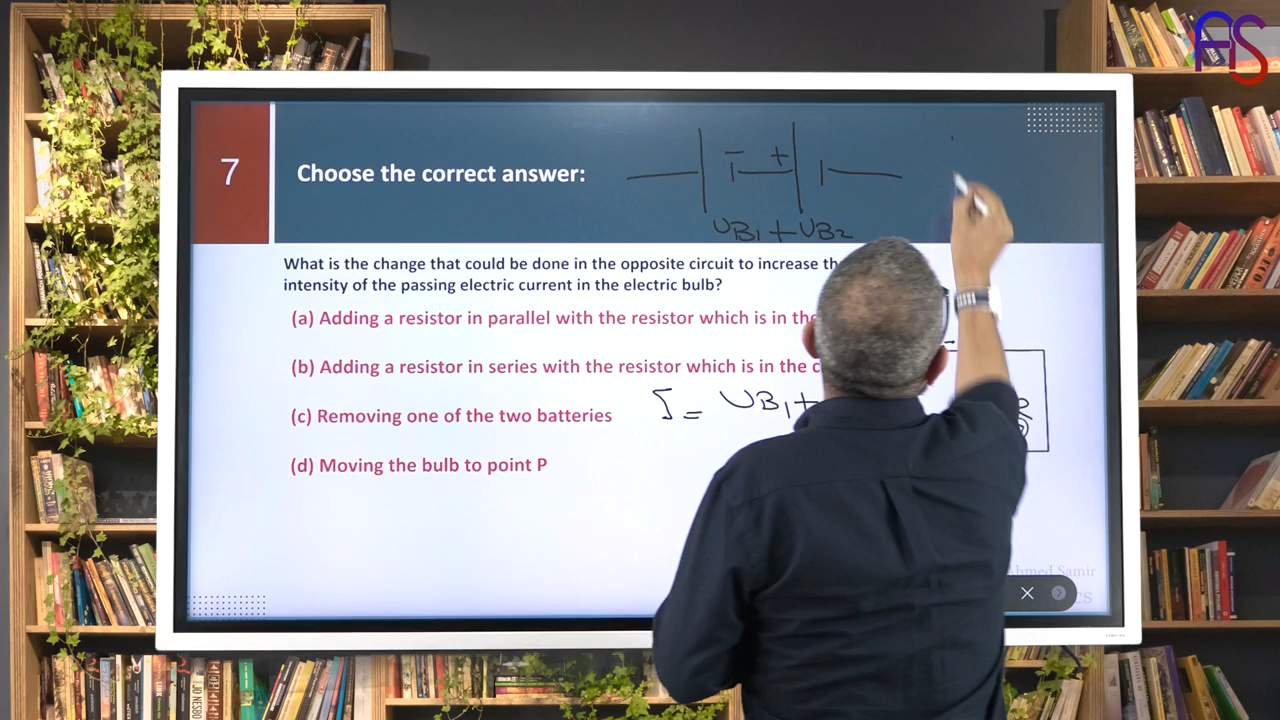 AS
7
Choose the correct answer:
- +
UB1 + UB2
What is the change that could be done in the opposite circuit to increase
intensity of the passing electric current in the electric bulb?
(a) Adding a resistor in parallel with the resistor which is in
(b) Adding a resistor in series with the resistor which is in the
I = UB1 +
(c) Removing one of the two batteries
(d) Moving the bulb to point P
Ahmed Samir